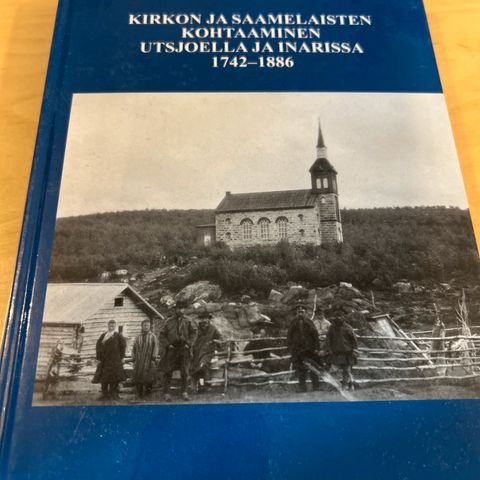 KIRKON JA SAAMELAISTEN
KOHTAAMINEN
UTSJOELLA JA INARISSA
1742–1886